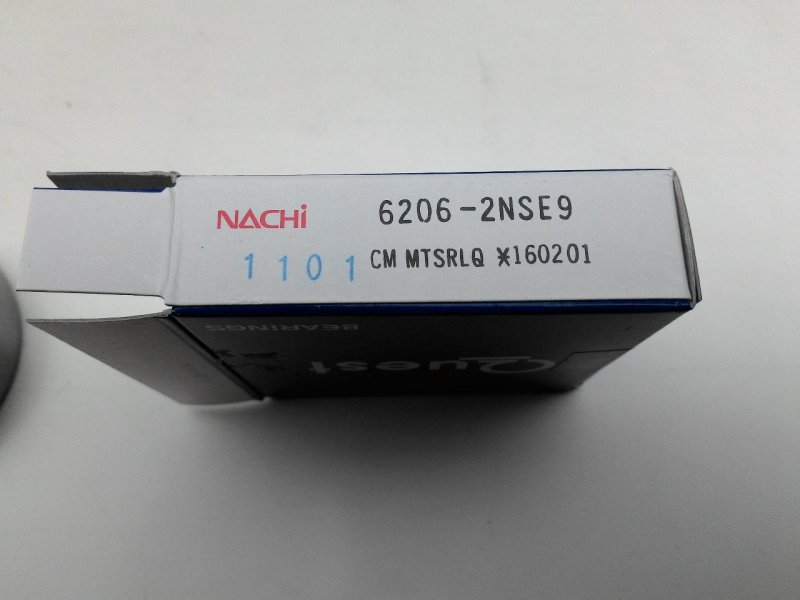 NACHi 6206-2NSE9
1101 CM MTSRLQ *160201
BEARINGS
Quest